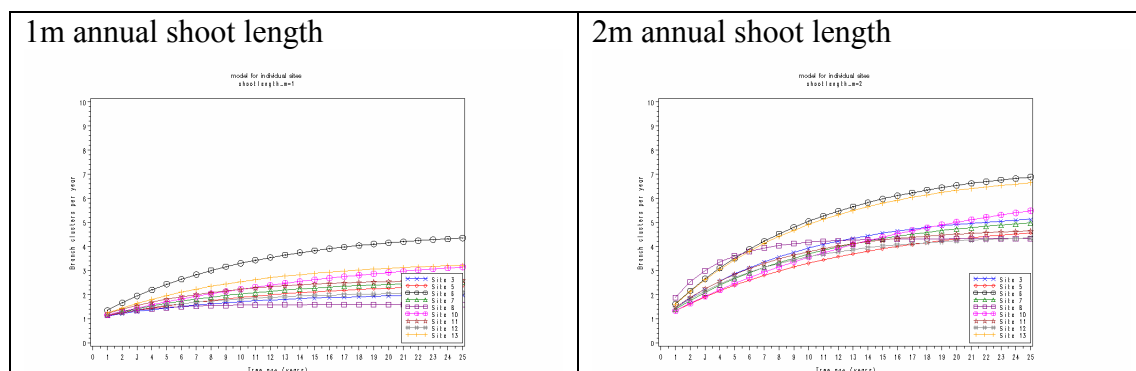 1m annual shoot length
model for individual sites
shootlength_m=1
Branch clusters per year
10
9
8
7
6
5
4
3
2
1
0
0 1 2 3 4 5 6 7 8 9 10 11 12 13 14 15 16 17 18 19 20 21 22 23 24 25
Tree age (years)
Site 3
Site 5
Site 6
Site 7
Site 8
Site 10
Site 11
Site 12
Site 13
2m annual shoot length
model for individual sites
shootlength_m=2
Branch clusters per year
10
9
8
7
6
5
4
3
2
1
0
0 1 2 3 4 5 6 7 8 9 10 11 12 13 14 15 16 17 18 19 20 21 22 23 24 25
Tree age (years)
Site 3
Site 5
Site 6
Site 7
Site 8
Site 10
Site 11
Site 12
Site 13